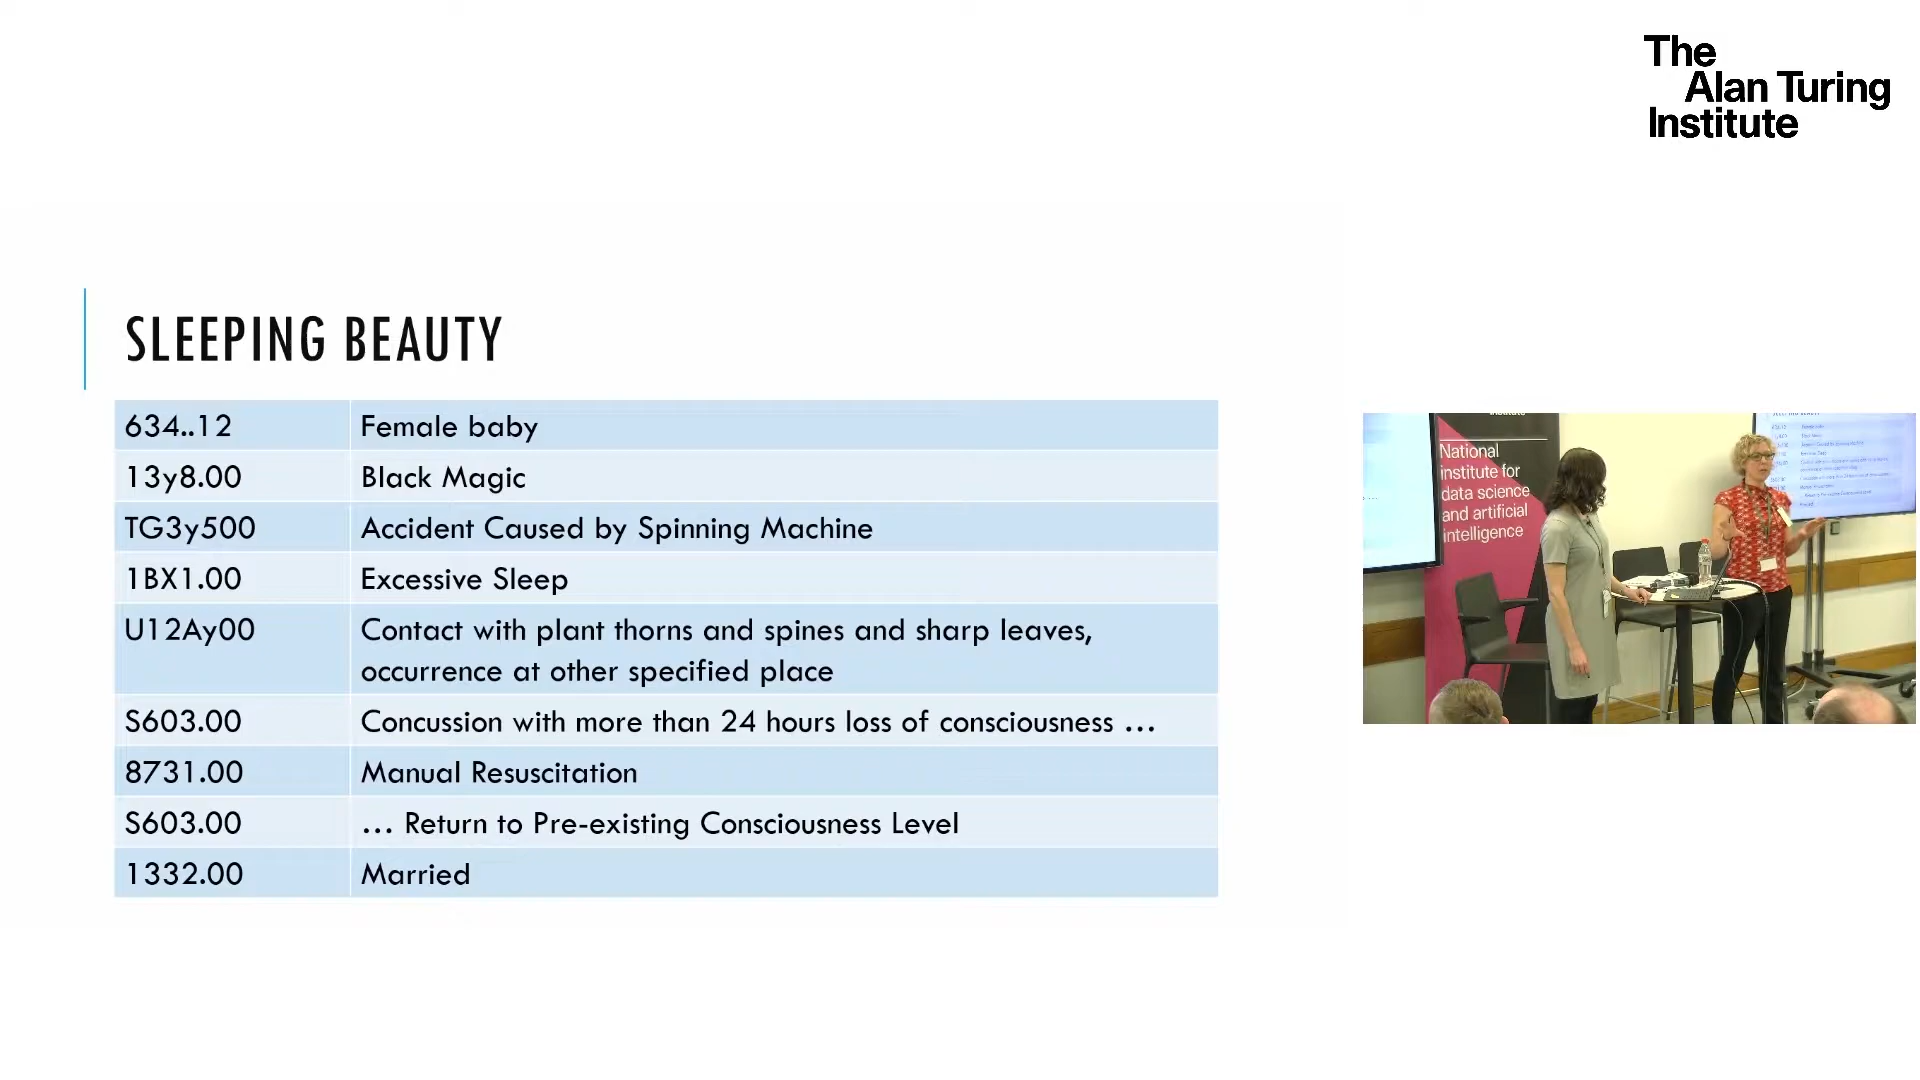 The
Alan Turing
Institute
SLEEPING BEAUTY
634..12 Female baby
13y8.00 Black Magic
TG3y500 Accident Caused by Spinning Machine
1BX1.00 Excessive Sleep
U12Ay00 Contact with plant thorns and spines and sharp leaves,
occurrence at other specified place
S603.00 Concussion with more than 24 hours loss of consciousness ...
8731.00 Manual Resuscitation
S603.00 ... Return to Pre-existing Consciousness Level
1332.00 Married
National
institute for
data science
and artificial
intelligence